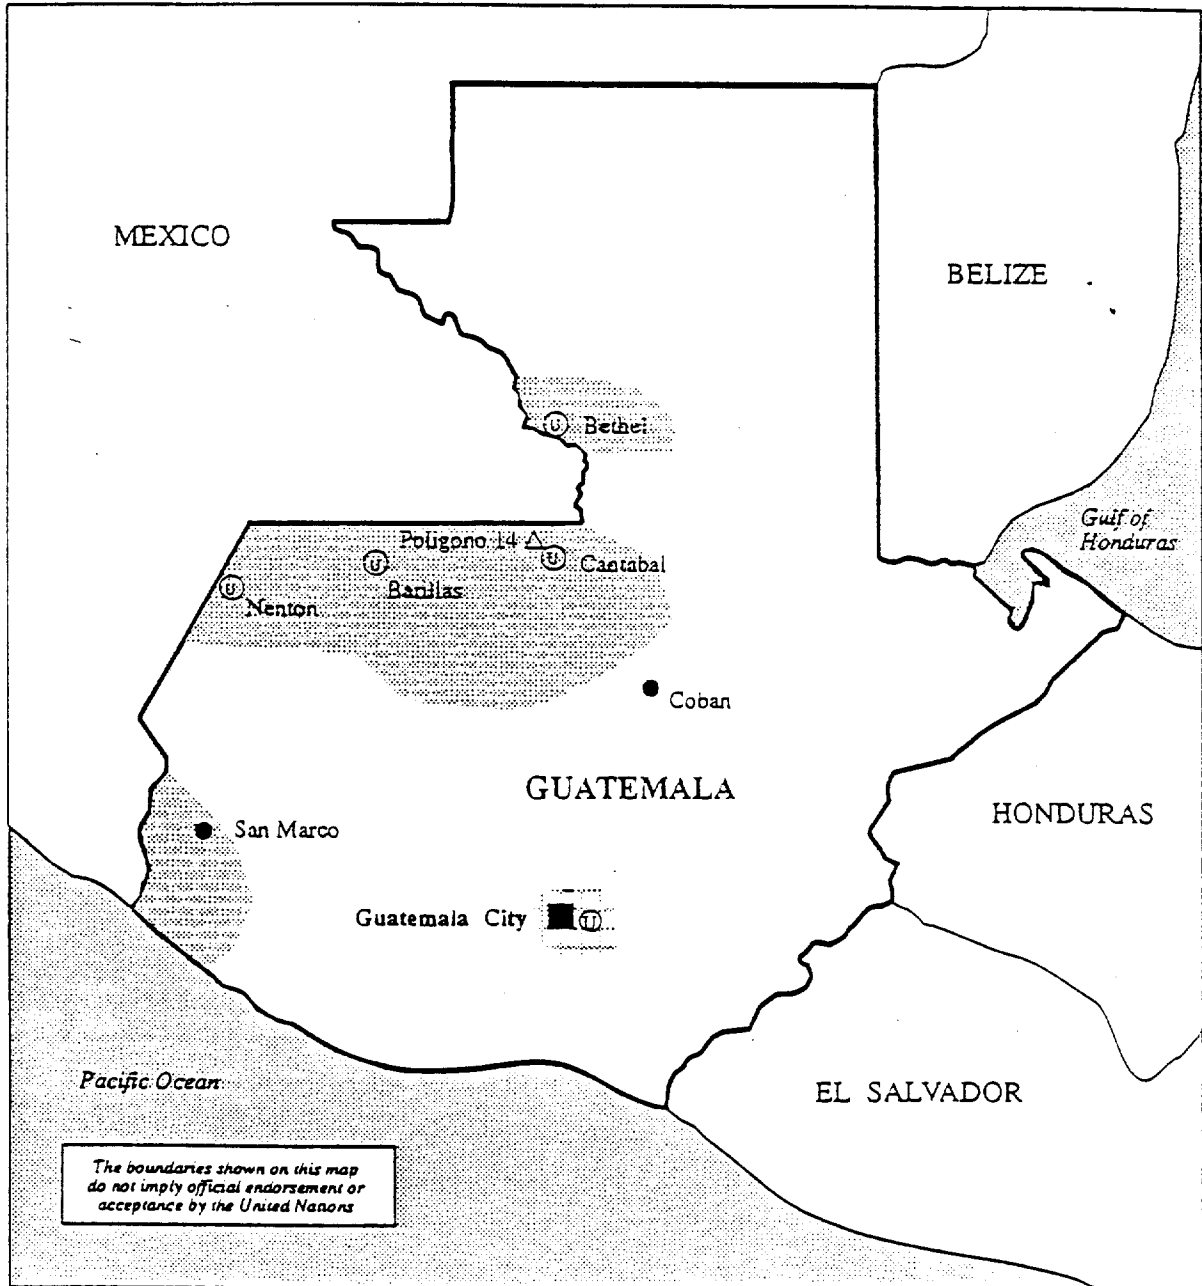 MEXICO
BELIZE
U Bethel
Gulf of
Honduras
Poligono 14
U
U Cantabal
U
Barillas
Nenton
Coban
GUATEMALA
HONDURAS
San Marco
Guatemala City U
Pacific Ocean
EL SALVADOR
The boundaries shown on this map
do not imply official endorsement or
acceptance by the United Nations